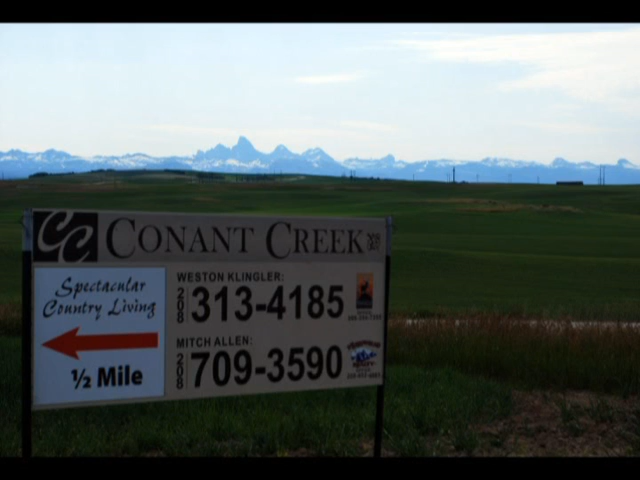 CC CONANT CREEK
Spectacular
Country Living
½ Mile
WESTON KLINGLER:
208 313-4185
MITCH ALLEN:
208 709-3590